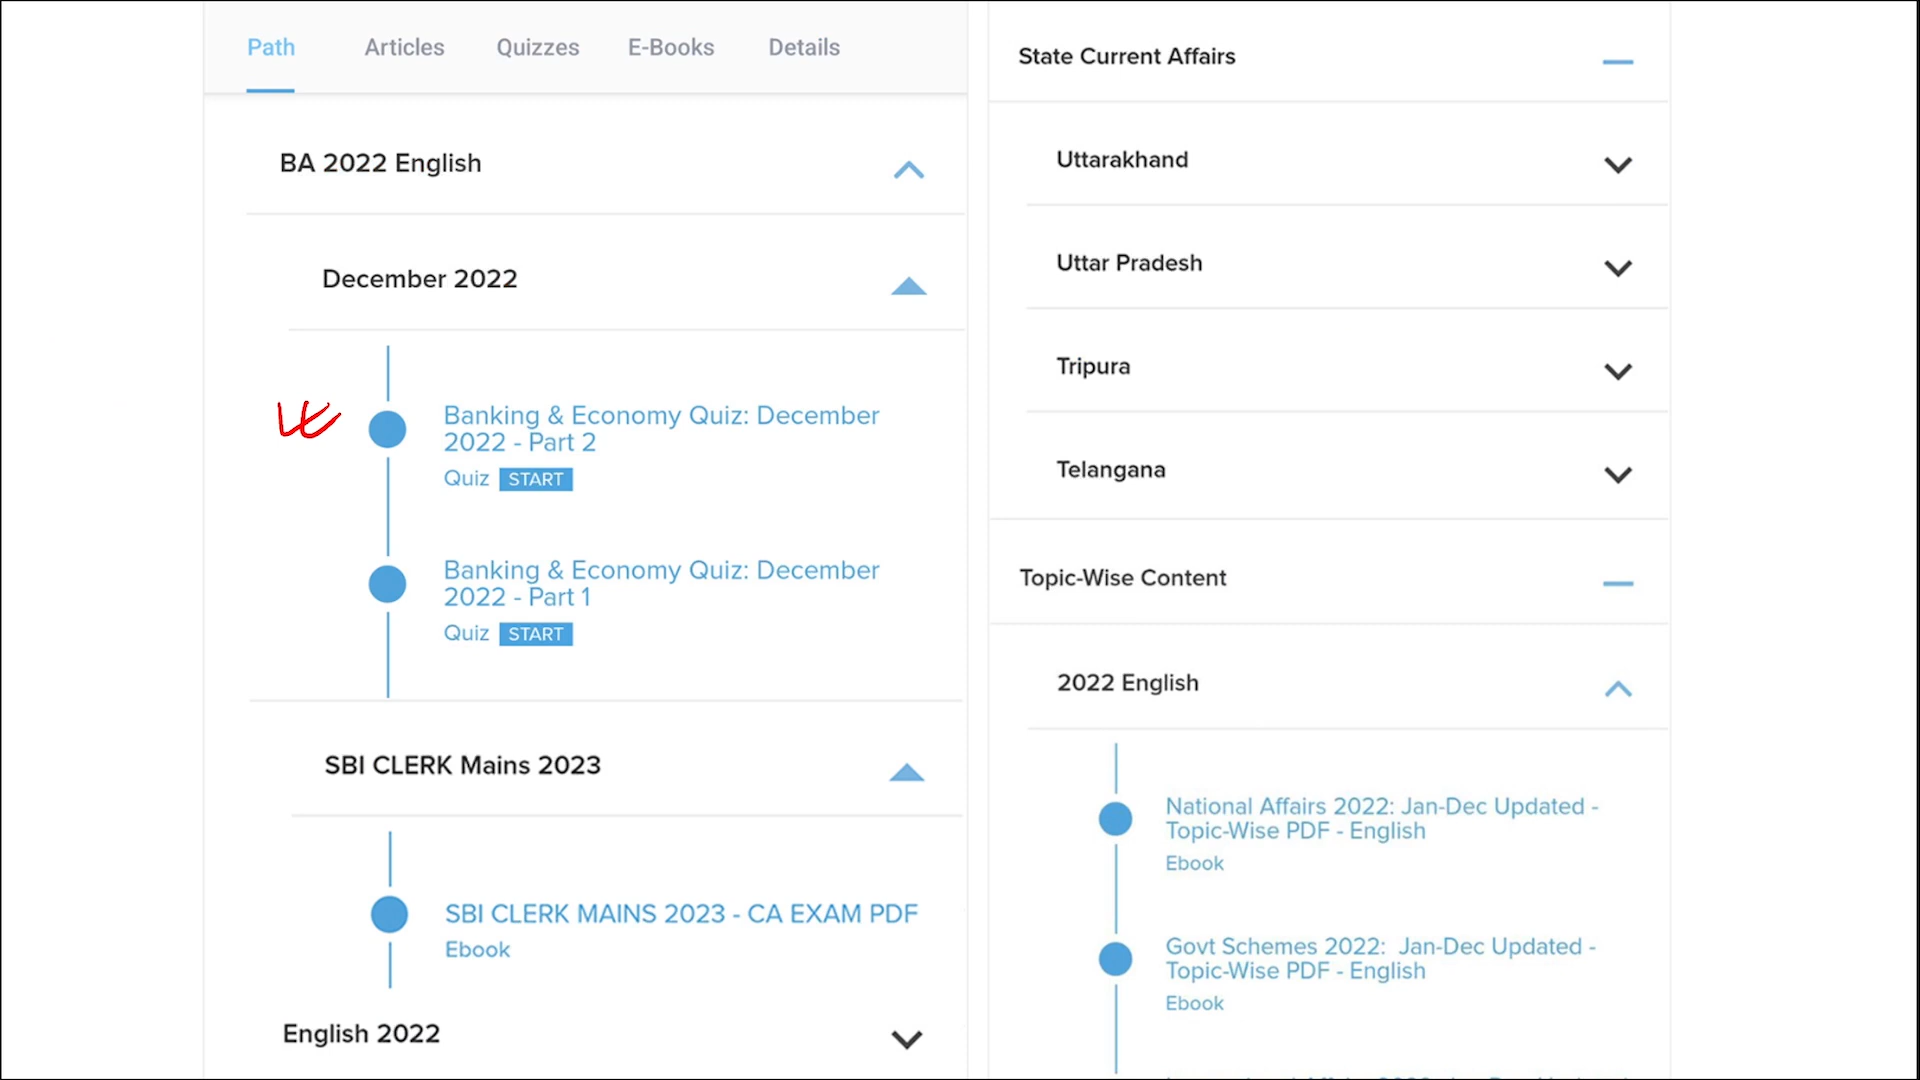 Path
Articles
Quizzes
E-Books
Details
BA 2022 English
December 2022
Banking & Economy Quiz: December
2022 - Part 2
Quiz START
Banking & Economy Quiz: December
2022 - Part 1
Quiz START
SBI CLERK Mains 2023
SBI CLERK MAINS 2023 - CA EXAM PDF
Ebook
English 2022
State Current Affairs
Uttarakhand
Uttar Pradesh
Tripura
Telangana
Topic-Wise Content
2022 English
National Affairs 2022: Jan-Dec Updated -
Topic-Wise PDF - English
Ebook
Govt Schemes 2022: Jan-Dec Updated -
Topic-Wise PDF - English
Ebook